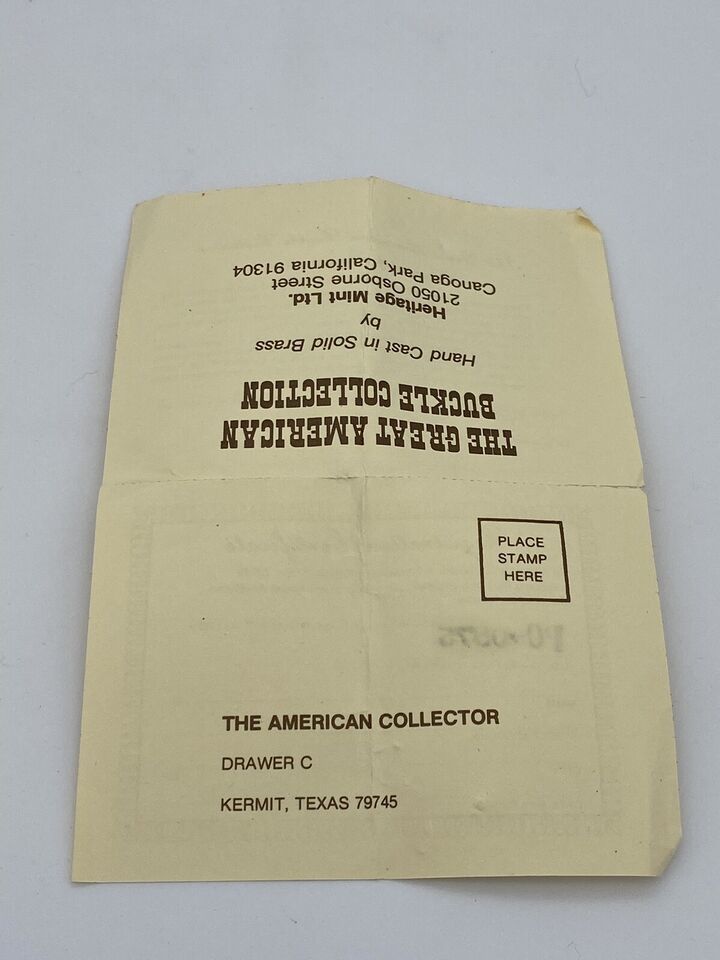 THE GREAT AMERICAN
BUCKLE COLLECTION
Hand Cast in Solid Brass
by
Heritage Mint Ltd.
21050 Osborne Street
Canoga Park, California 91304
PLACE
STAMP
HERE
THE AMERICAN COLLECTOR
DRAWER C
KERMIT, TEXAS 79745